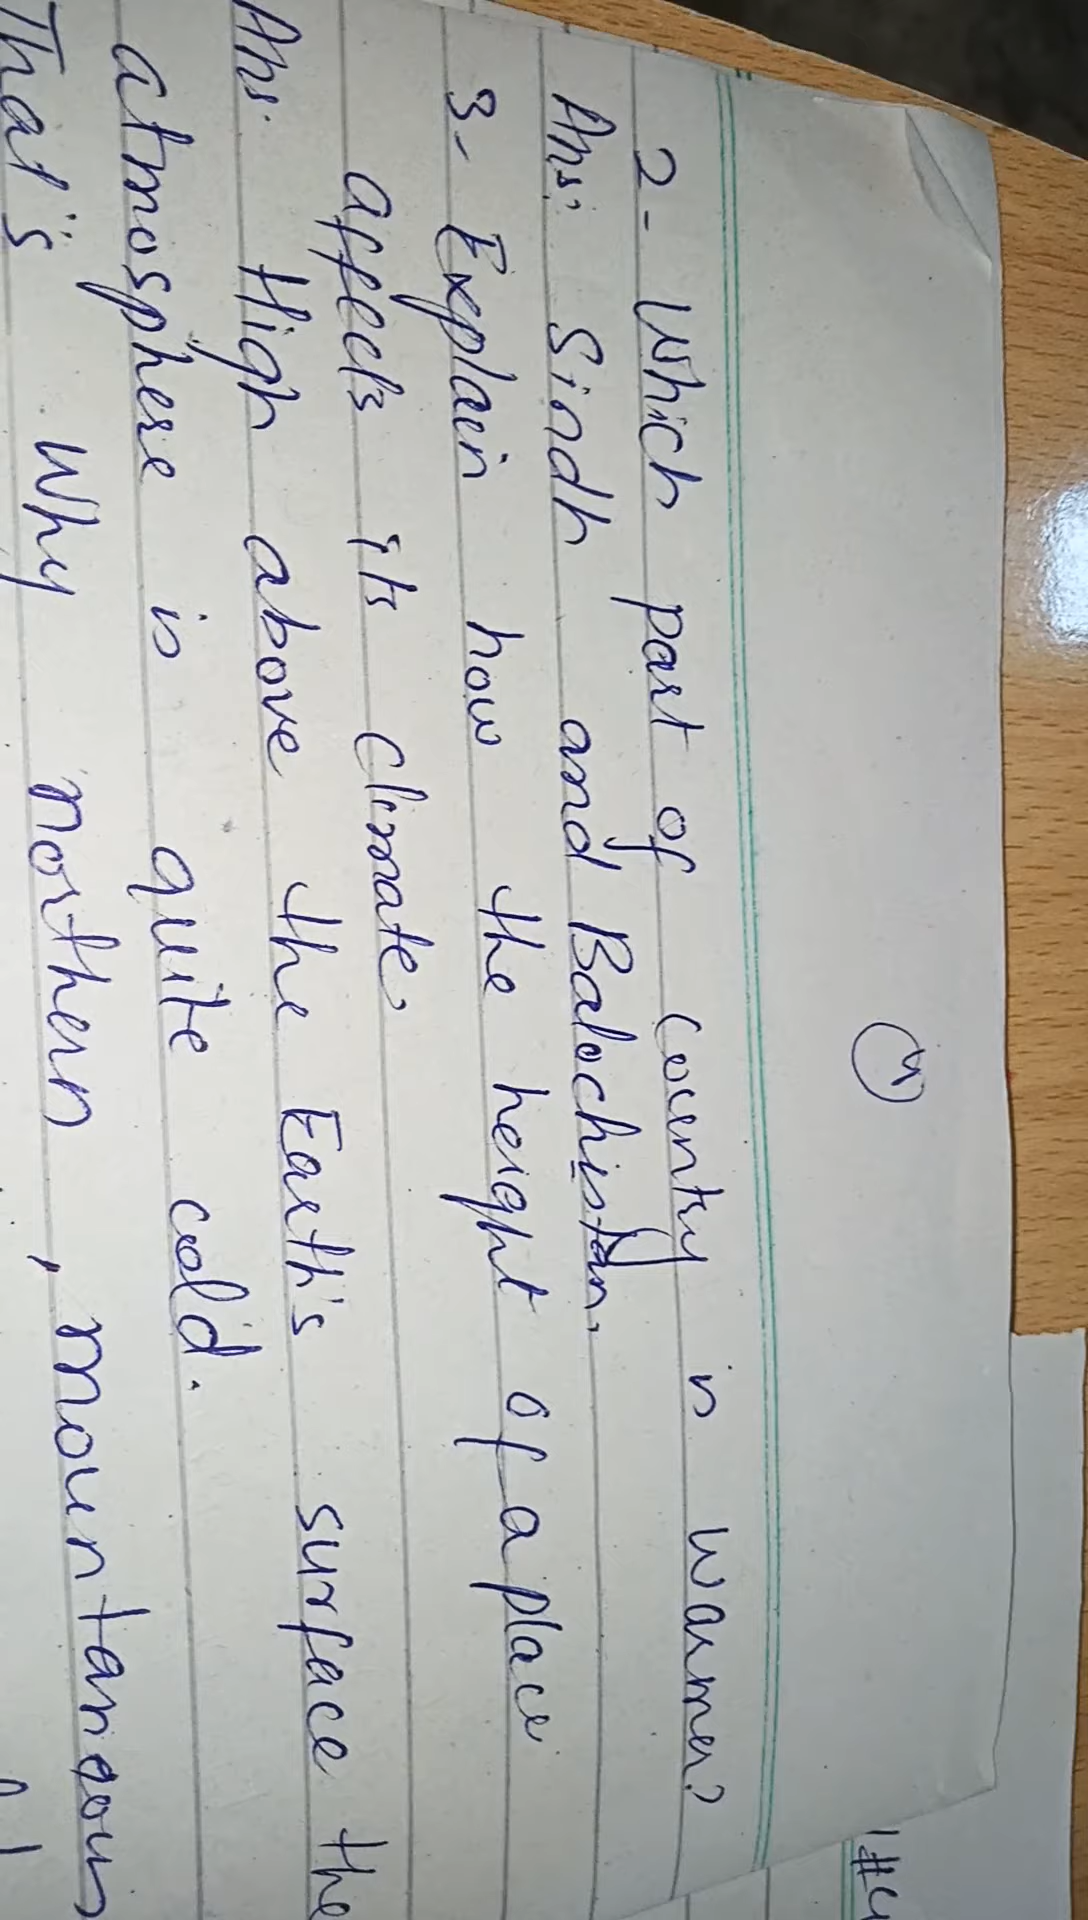 4
2- Which part of country is warmer?
Ans: Sindh and Balochistan.
3- Explain how the height of a place
affects its climate.
Ans. High above the Earth's surface the
atmosphere is quite cold.
That's why northern, mountanious